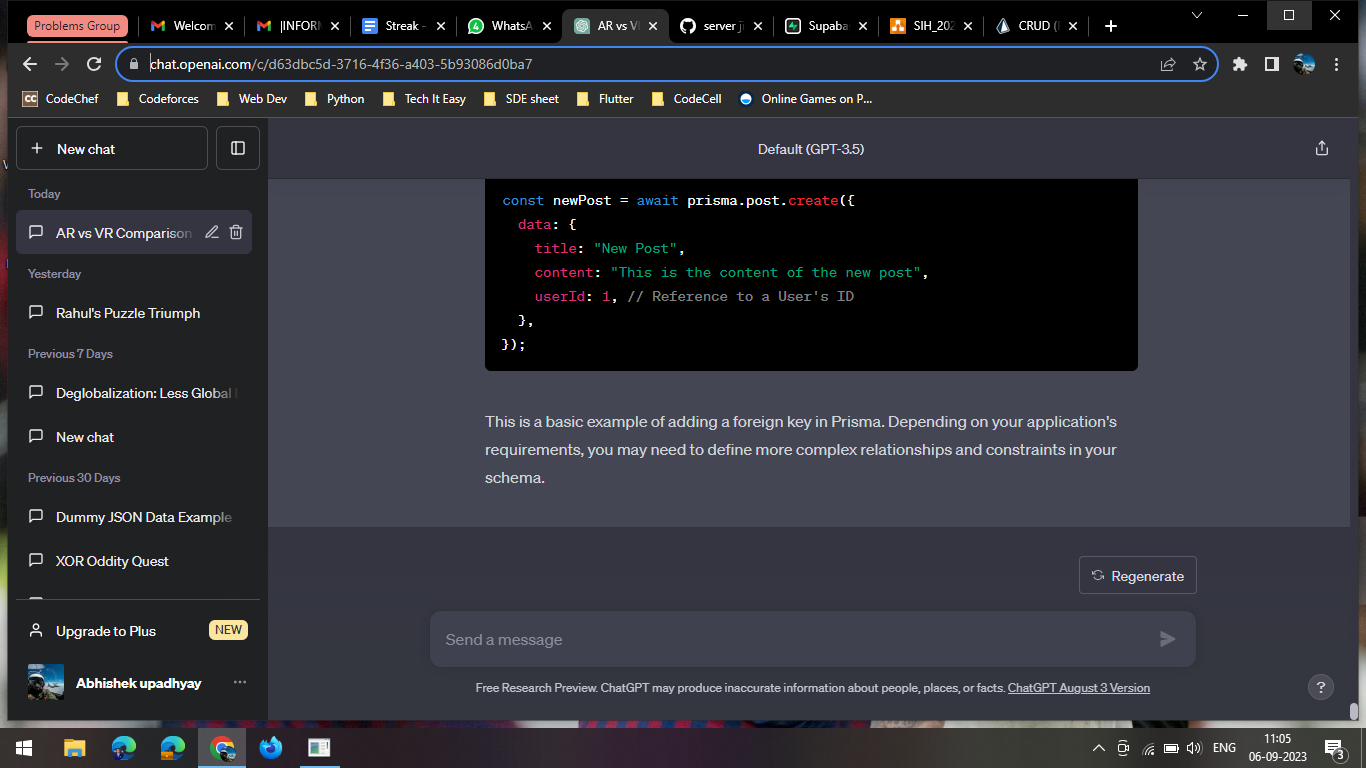 Problems Group
Welcom
|INFORM
Streak -
WhatsA
AR vs V
server ji
Supaba
SIH_202
CRUD (
chat.openai.com/c/d63dbc5d-3716-4f36-a403-5b93086d0ba7
CC CodeChef
Codeforces
Web Dev
Python
Tech It Easy
SDE sheet
Flutter
CodeCell
Online Games on P...
New chat
Default (GPT-3.5)
Today
AR vs VR Comparison
Yesterday
Rahul's Puzzle Triumph
Previous 7 Days
Deglobalization: Less Global
New chat
Previous 30 Days
Dummy JSON Data Example
XOR Oddity Quest
Upgrade to Plus
NEW
Abhishek upadhyay
const newPost = await prisma.post.create({
data: {
title: "New Post",
content: "This is the content of the new post",
userId: 1, // Reference to a User's ID
},
});
This is a basic example of adding a foreign key in Prisma. Depending on your application's
requirements, you may need to define more complex relationships and constraints in your
schema.
Regenerate
Send a message
Free Research Preview. ChatGPT may produce inaccurate information about people, places, or facts. ChatGPT August 3 Version
?
ENG
11:05
06-09-2023
3